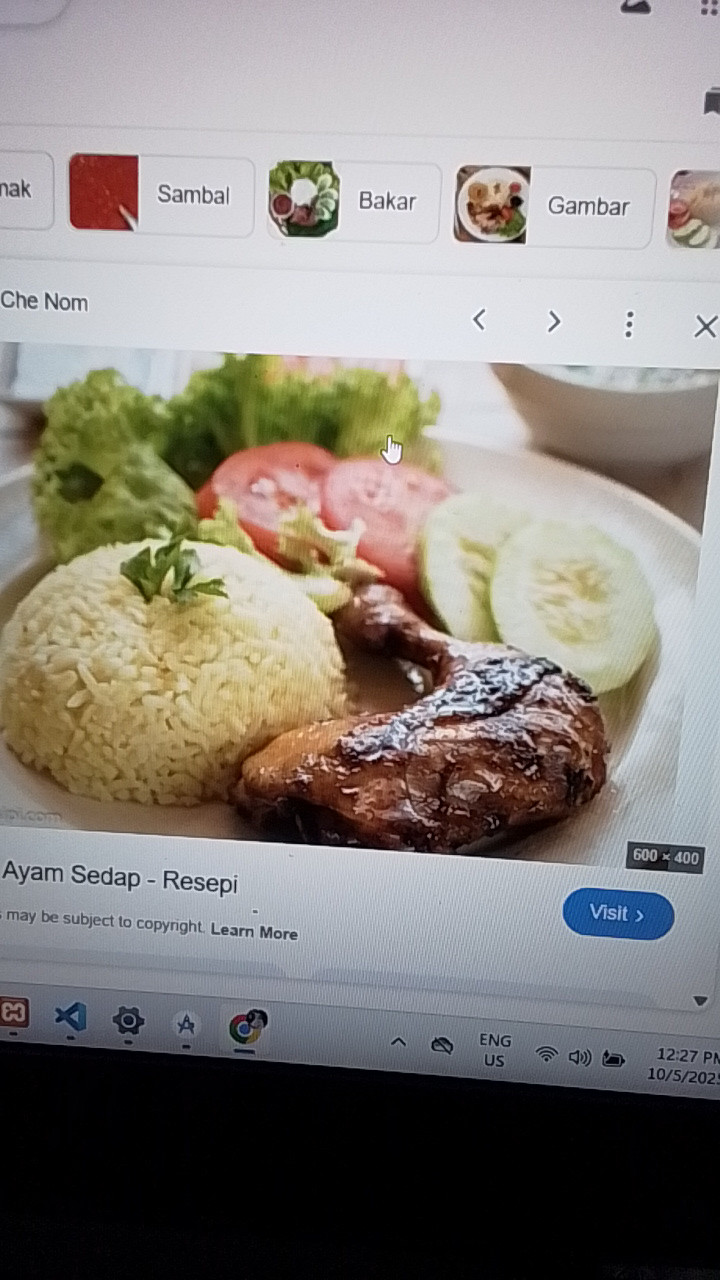 nak
Sambal
Bakar
Gambar
Che Nom
600 × 400
Ayam Sedap - Resepi
may be subject to copyright. Learn More
Visit
ENG
US
12:27 PM
10/5/202